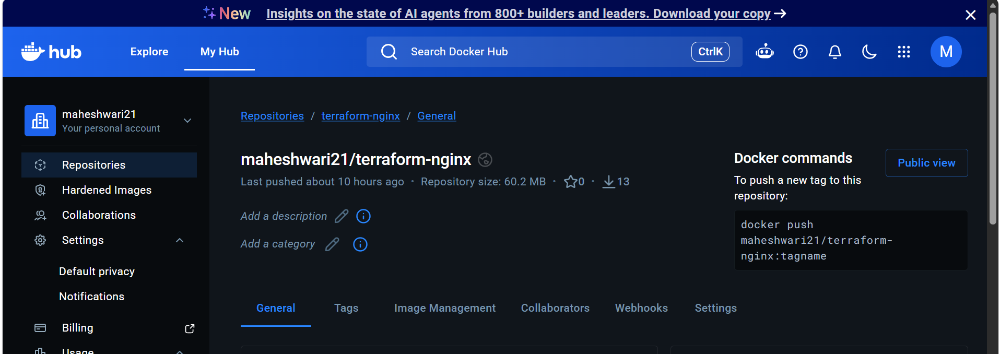 New Insights on the state of AI agents from 800+ builders and leaders. Download your copy →
hub Explore My Hub Search Docker Hub CtrlK M
maheshwari21
Your personal account
Repositories
Hardened Images
Collaborations
Settings
Default privacy
Notifications
Billing
Usage
Repositories / terraform-nginx / General
maheshwari21/terraform-nginx
Last pushed about 10 hours ago • Repository size: 60.2 MB • 0 • 13
Add a description
Add a category
Docker commands
Public view
To push a new tag to this
repository:
docker push
maheshwari21/terraform-
nginx:tagname
General Tags Image Management Collaborators Webhooks Settings